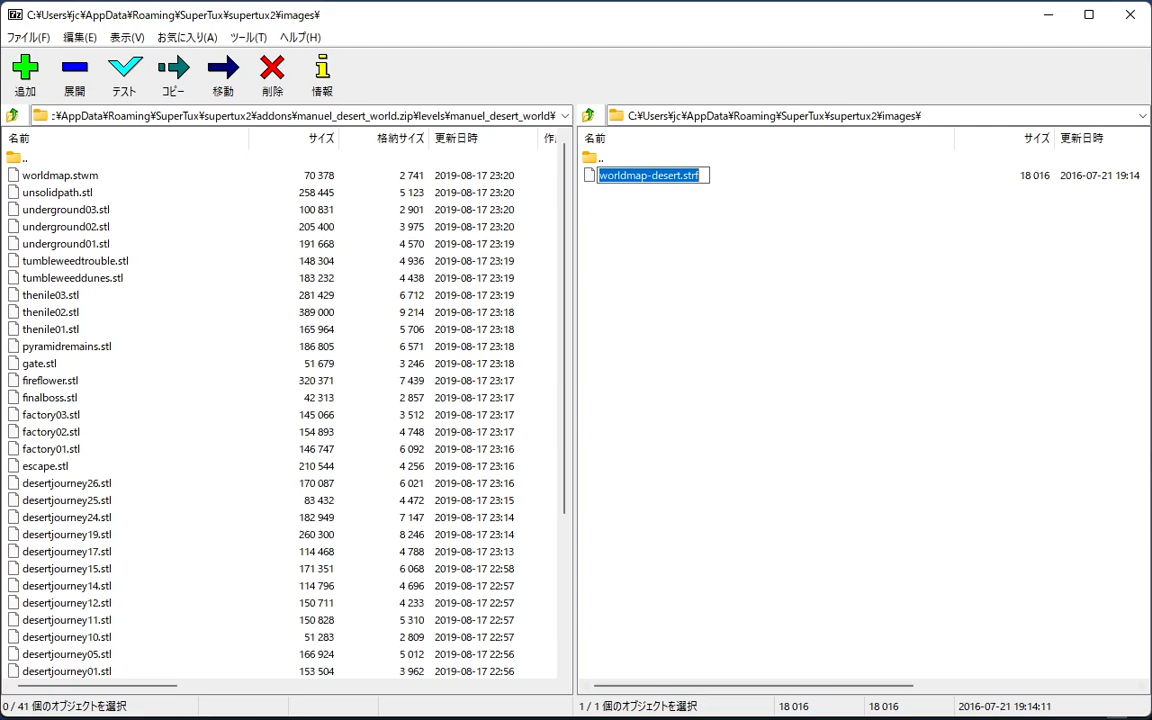 C:¥Users¥jc¥AppData¥Roaming¥SuperTux¥supertux2¥images¥
ファイル(F) 編集(E) 表示(V) お気に入り(A) ツール(T) ヘルプ(H)
追加 展開 テスト コピー 移動 削除 情報
:¥AppData¥Roaming¥SuperTux¥supertux2¥addons¥manuel_desert_world.zip¥levels¥manuel_desert_world¥
名前 サイズ 格納サイズ 更新日時 作
..
worldmap.stwm 70 378 2 741 2019-08-17 23:20
unsolidpath.stl 258 445 5 123 2019-08-17 23:20
underground03.stl 100 831 2 901 2019-08-17 23:20
underground02.stl 205 400 3 975 2019-08-17 23:20
underground01.stl 191 668 4 570 2019-08-17 23:19
tumbleweedtrouble.stl 148 304 4 936 2019-08-17 23:19
tumbleweeddunes.stl 183 232 4 438 2019-08-17 23:19
thenile03.stl 281 429 6 712 2019-08-17 23:19
thenile02.stl 389 000 9 214 2019-08-17 23:18
thenile01.stl 165 964 5 706 2019-08-17 23:18
pyramidremains.stl 186 805 6 571 2019-08-17 23:18
gate.stl 51 679 3 246 2019-08-17 23:18
fireflower.stl 320 371 7 439 2019-08-17 23:17
finalboss.stl 42 313 2 857 2019-08-17 23:17
factory03.stl 145 066 3 512 2019-08-17 23:17
factory02.stl 154 893 4 748 2019-08-17 23:17
factory01.stl 146 747 6 092 2019-08-17 23:16
escape.stl 210 544 4 256 2019-08-17 23:16
desertjourney26.stl 170 087 6 021 2019-08-17 23:16
desertjourney25.stl 83 432 4 472 2019-08-17 23:15
desertjourney24.stl 182 949 7 147 2019-08-17 23:14
desertjourney19.stl 260 300 8 246 2019-08-17 23:14
desertjourney17.stl 114 468 4 788 2019-08-17 23:13
desertjourney15.stl 171 351 6 068 2019-08-17 22:58
desertjourney14.stl 114 796 4 696 2019-08-17 22:57
desertjourney12.stl 150 711 4 233 2019-08-17 22:57
desertjourney11.stl 150 828 5 310 2019-08-17 22:57
desertjourney10.stl 51 283 2 809 2019-08-17 22:57
desertjourney05.stl 166 924 5 012 2019-08-17 22:56
desertjourney01.stl 153 504 3 962 2019-08-17 22:56
0 / 41 個のオブジェクトを選択
C:¥Users¥jc¥AppData¥Roaming¥SuperTux¥supertux2¥images¥
名前 サイズ 更新日時
..
worldmap-desert.strf 18 016 2016-07-21 19:14
1 / 1 個のオブジェクトを選択 18 016 18 016 2016-07-21 19:14:11